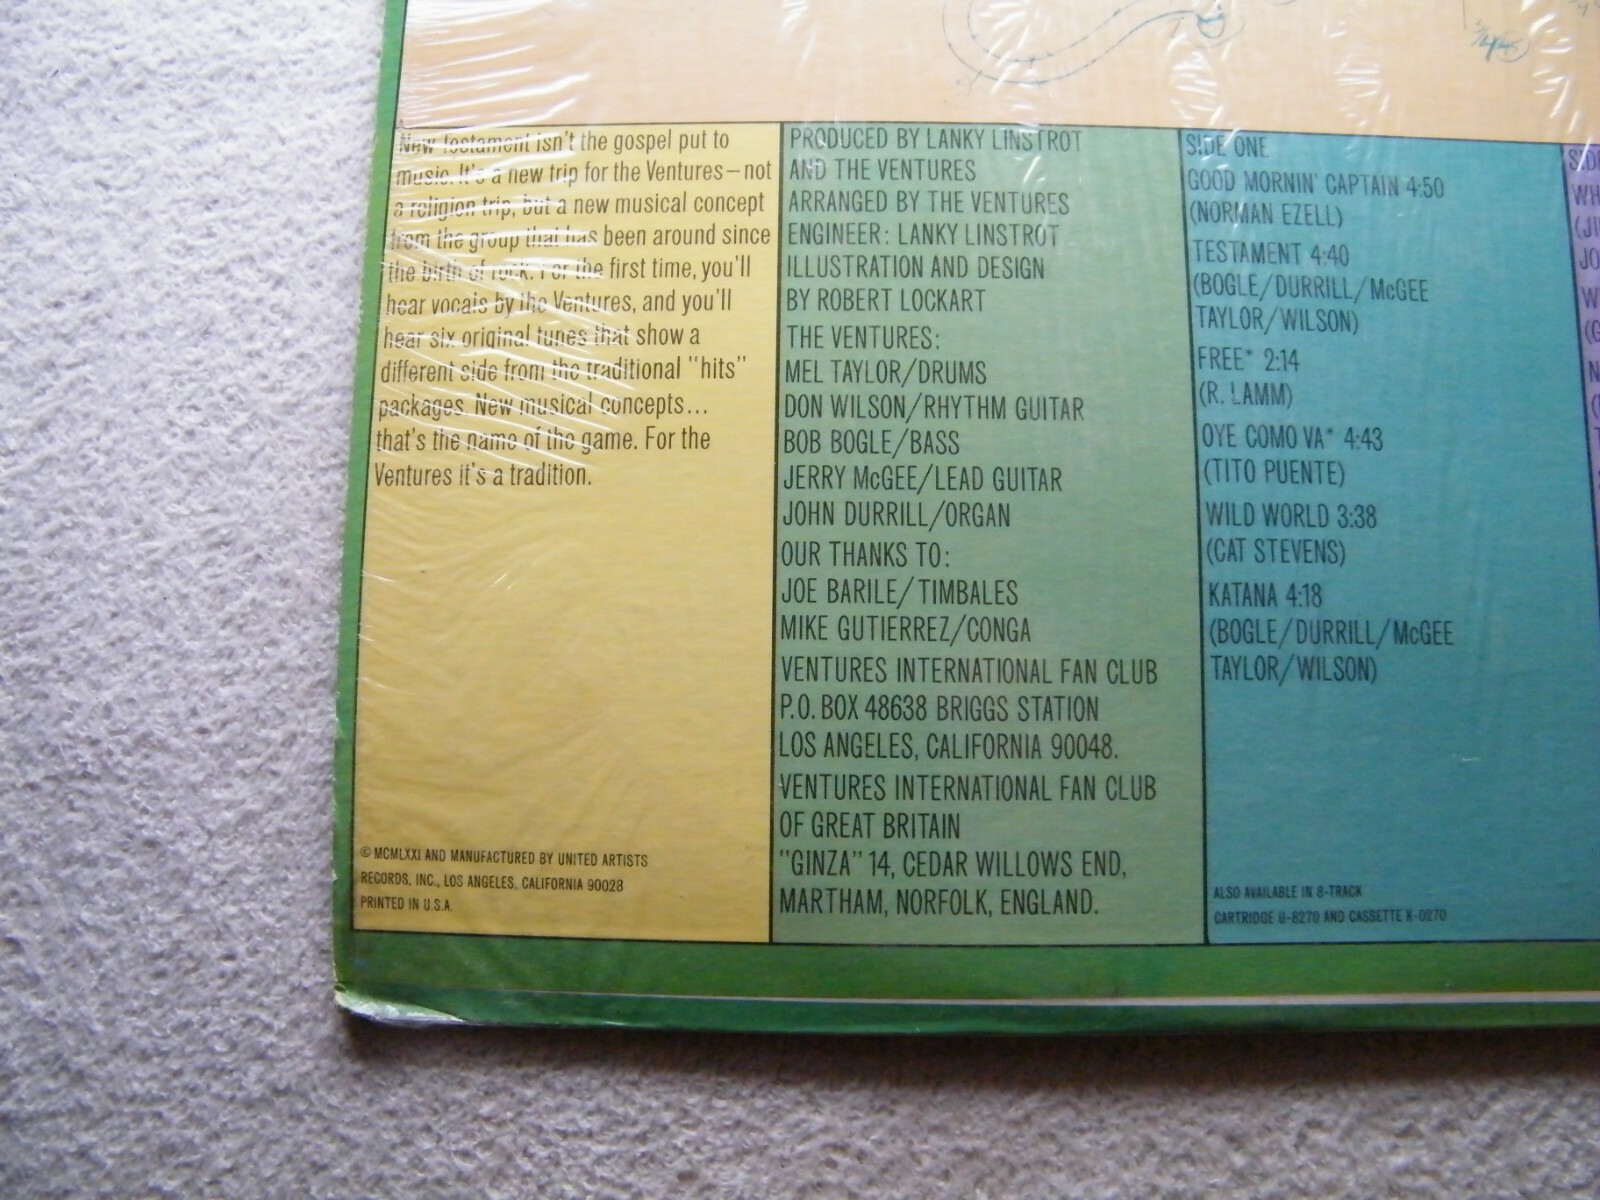 New Testament isn't the gospel put to
music. It's a new trip for the Ventures–not
a religion trip, but a new musical concept
from the group that has been around since
the birth of rock. For the first time, you'll
hear vocals by the Ventures, and you'll
hear six original tunes that show a
different side from the traditional "hits"
packages. New musical concepts...
that's the name of the game. For the
Ventures it's a tradition.
© MCMLXXI AND MANUFACTURED BY UNITED ARTISTS
RECORDS, INC., LOS ANGELES, CALIFORNIA 90028
PRINTED IN U.S.A.
PRODUCED BY LANKY LINSTROT
AND THE VENTURES
ARRANGED BY THE VENTURES
ENGINEER: LANKY LINSTROT
ILLUSTRATION AND DESIGN
BY ROBERT LOCKART
THE VENTURES:
MEL TAYLOR/DRUMS
DON WILSON/RHYTHM GUITAR
BOB BOGLE/BASS
JERRY McGEE/LEAD GUITAR
JOHN DURRILL/ORGAN
OUR THANKS TO:
JOE BARILE/TIMBALES
MIKE GUTIERREZ/CONGA
VENTURES INTERNATIONAL FAN CLUB
P.O. BOX 48638 BRIGGS STATION
LOS ANGELES, CALIFORNIA 90048.
VENTURES INTERNATIONAL FAN CLUB
OF GREAT BRITAIN
"GINZA" 14, CEDAR WILLOWS END,
MARTHAM, NORFOLK, ENGLAND.
SIDE ONE
GOOD MORNIN' CAPTAIN 4:50
(NORMAN EZELL)
TESTAMENT 4:40
(BOGLE/DURRILL/McGEE
TAYLOR/WILSON)
FREE* 2:14
(R. LAMM)
OYE COMO VA* 4:43
(TITO PUENTE)
WILD WORLD 3:38
(CAT STEVENS)
KATANA 4:18
(BOGLE/DURRILL/McGEE
TAYLOR/WILSON)
ALSO AVAILABLE IN 8-TRACK
CARTRIDGE U-8270 AND CASSETTE K-0270